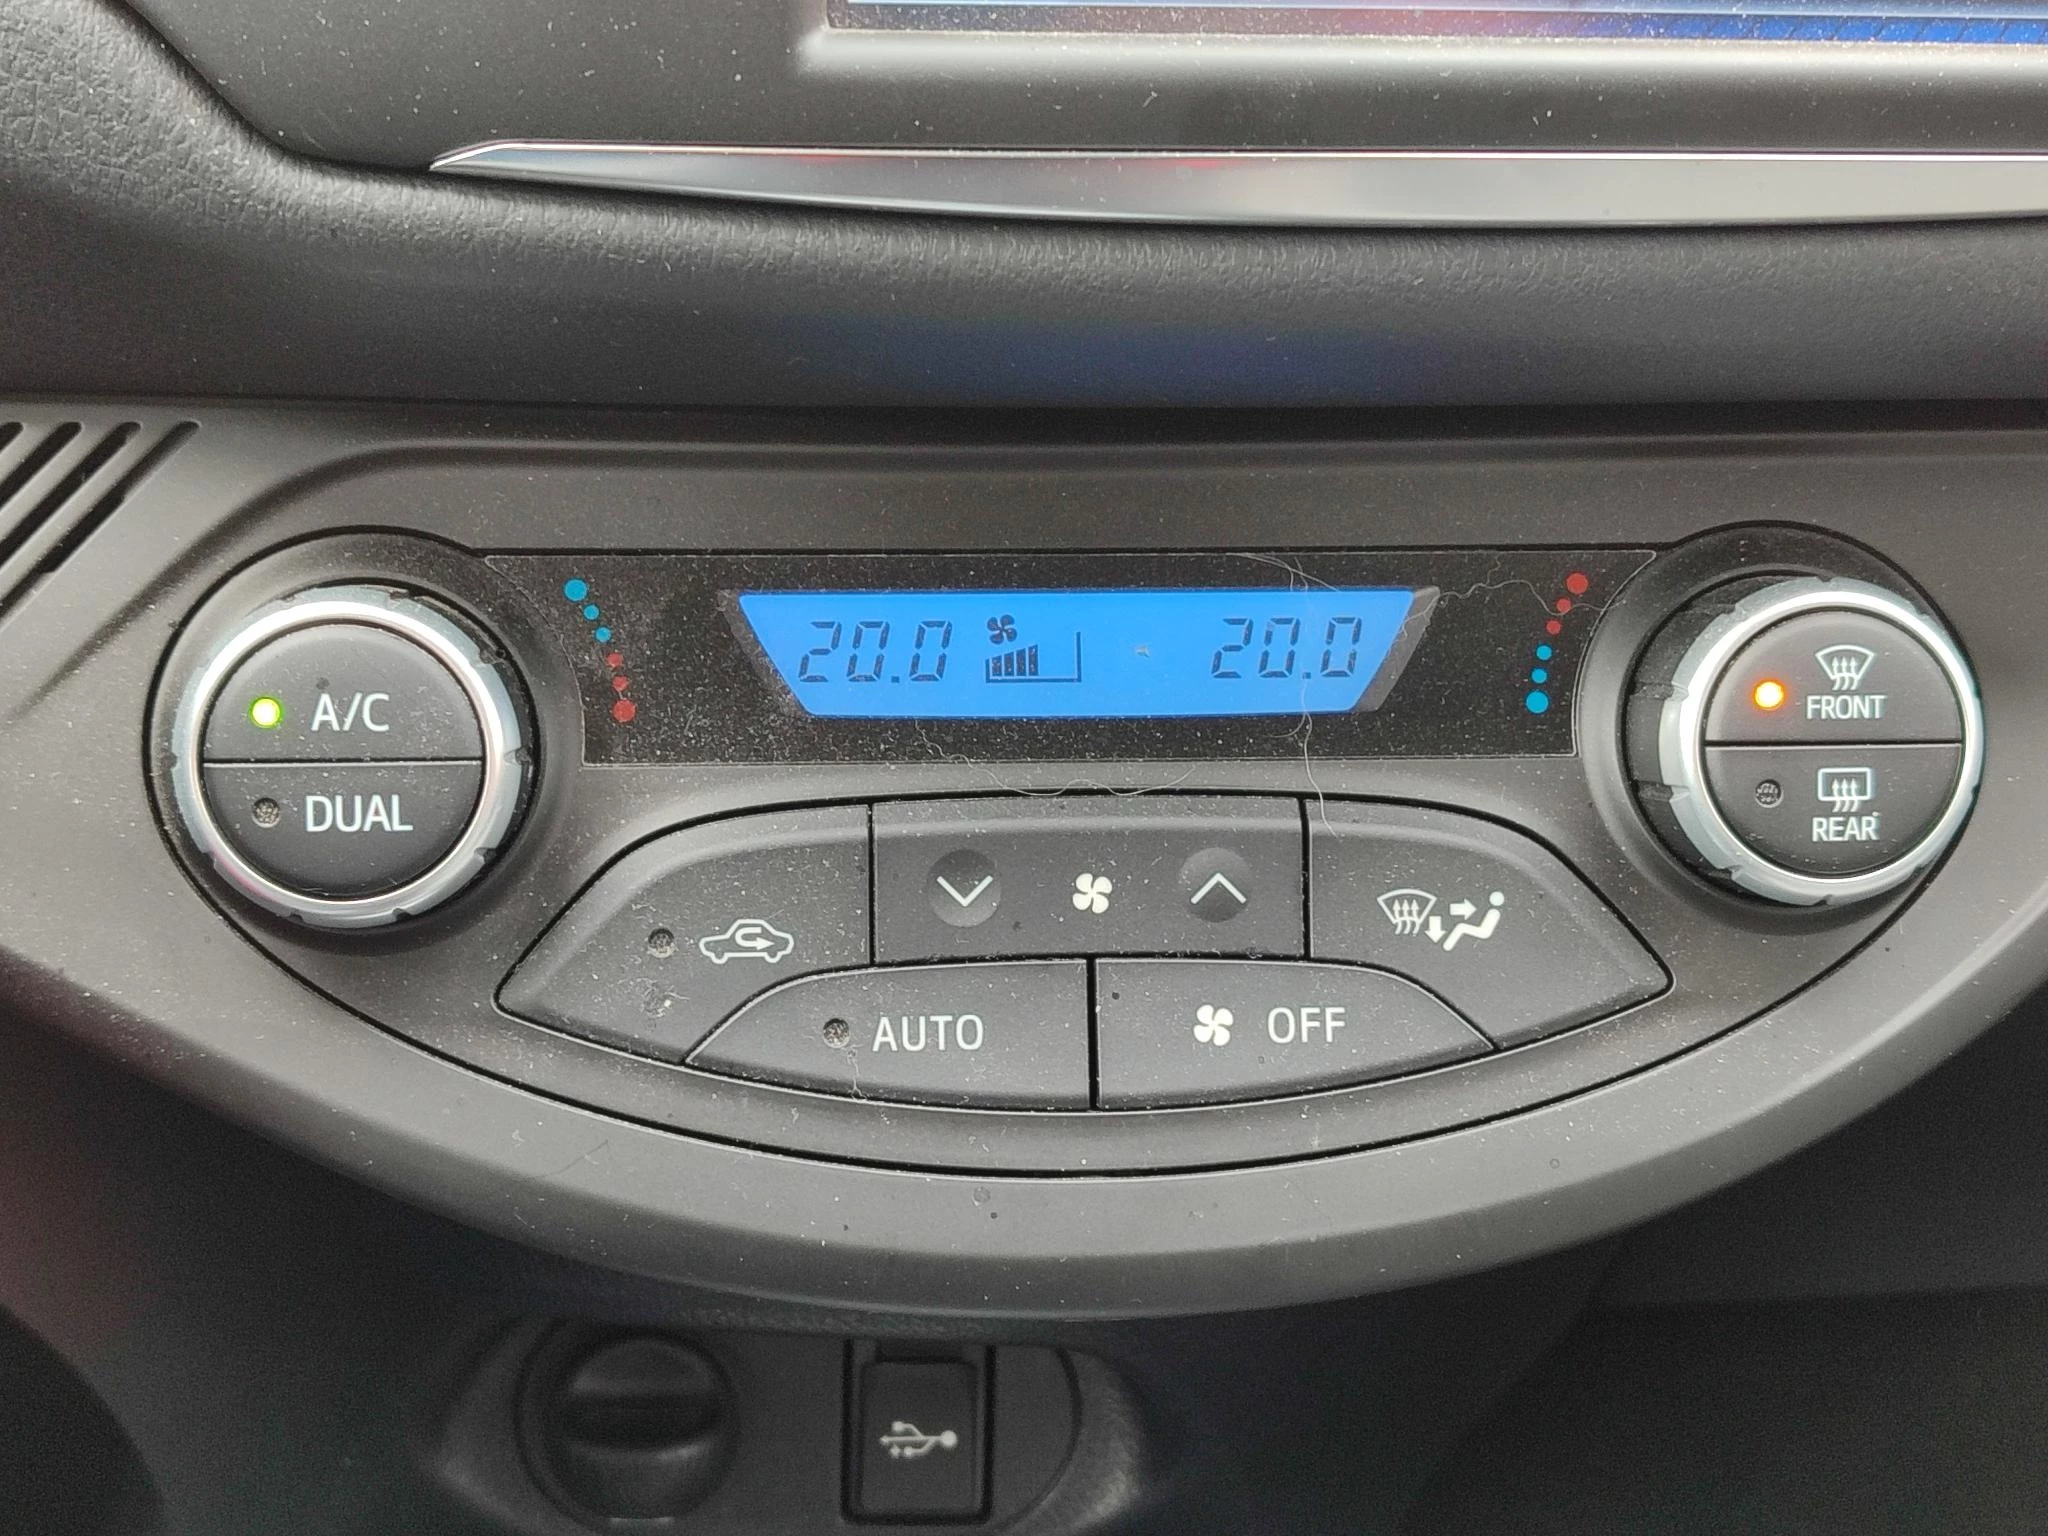 20.0 20.0
A/C
DUAL
FRONT
REAR
AUTO
OFF